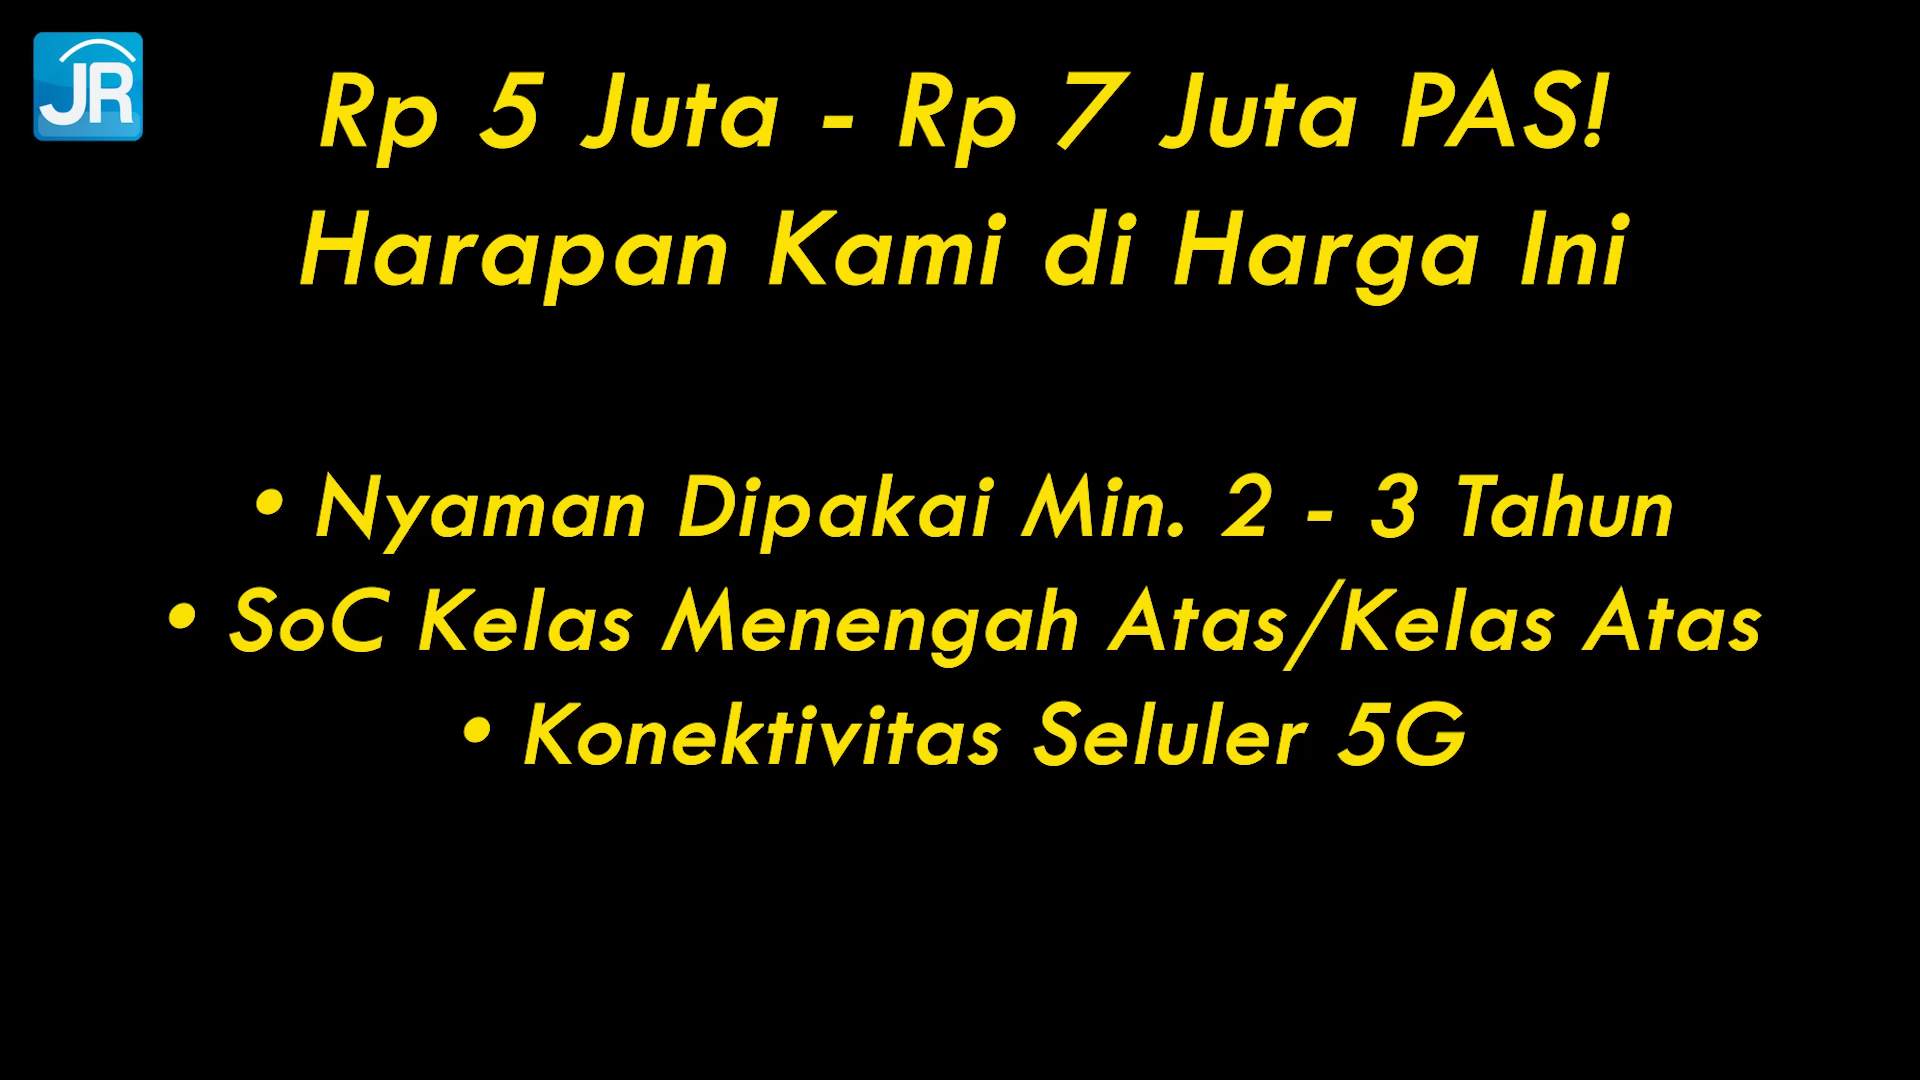 JR
Rp 5 Juta - Rp 7 Juta PAS!
Harapan Kami di Harga Ini
• Nyaman Dipakai Min. 2 - 3 Tahun
• SoC Kelas Menengah Atas/Kelas Atas
• Konektivitas Seluler 5G